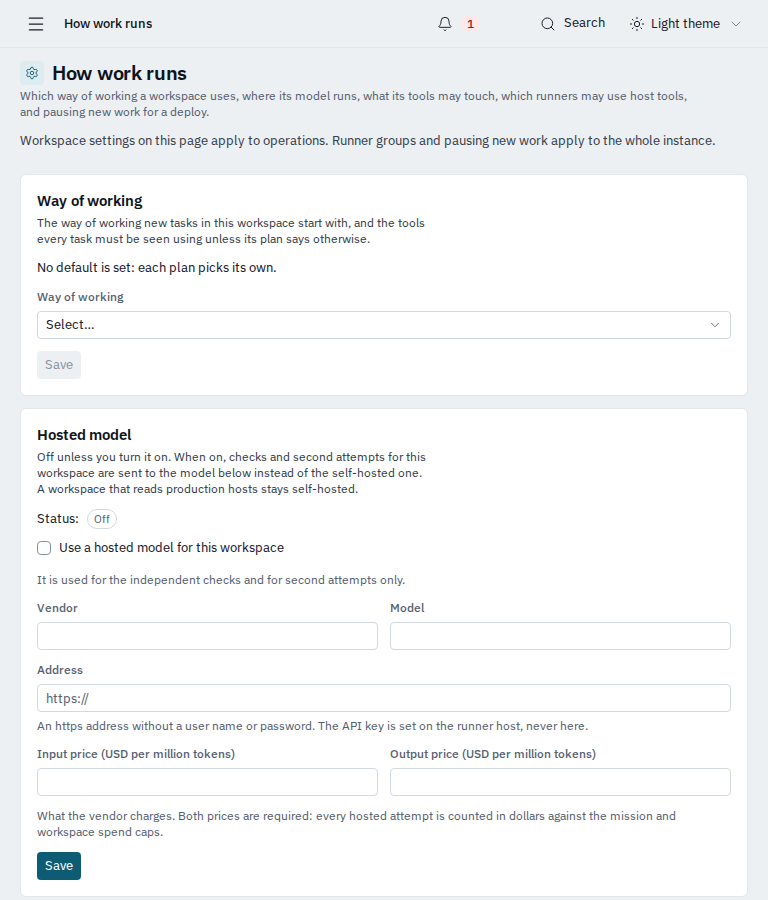 How work runs
1
Search
Light theme
How work runs
Which way of working a workspace uses, where its model runs, what its tools may touch, which runners may use host tools,
and pausing new work for a deploy.
Workspace settings on this page apply to operations. Runner groups and pausing new work apply to the whole instance.
Way of working
The way of working new tasks in this workspace start with, and the tools
every task must be seen using unless its plan says otherwise.
No default is set: each plan picks its own.
Way of working
Select...
Save
Hosted model
Off unless you turn it on. When on, checks and second attempts for this
workspace are sent to the model below instead of the self-hosted one.
A workspace that reads production hosts stays self-hosted.
Status: Off
Use a hosted model for this workspace
It is used for the independent checks and for second attempts only.
Vendor
Model
Address
https://
An https address without a user name or password. The API key is set on the runner host, never here.
Input price (USD per million tokens)
Output price (USD per million tokens)
What the vendor charges. Both prices are required: every hosted attempt is counted in dollars against the mission and
workspace spend caps.
Save